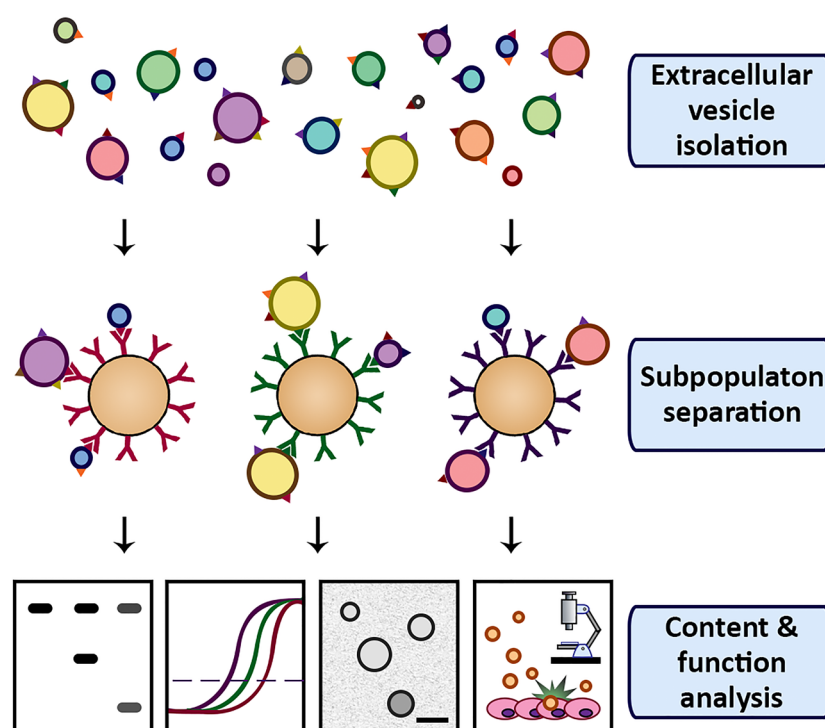 Extracellular
vesicle
isolation
Subpopulaton
separation
Content &
function
analysis